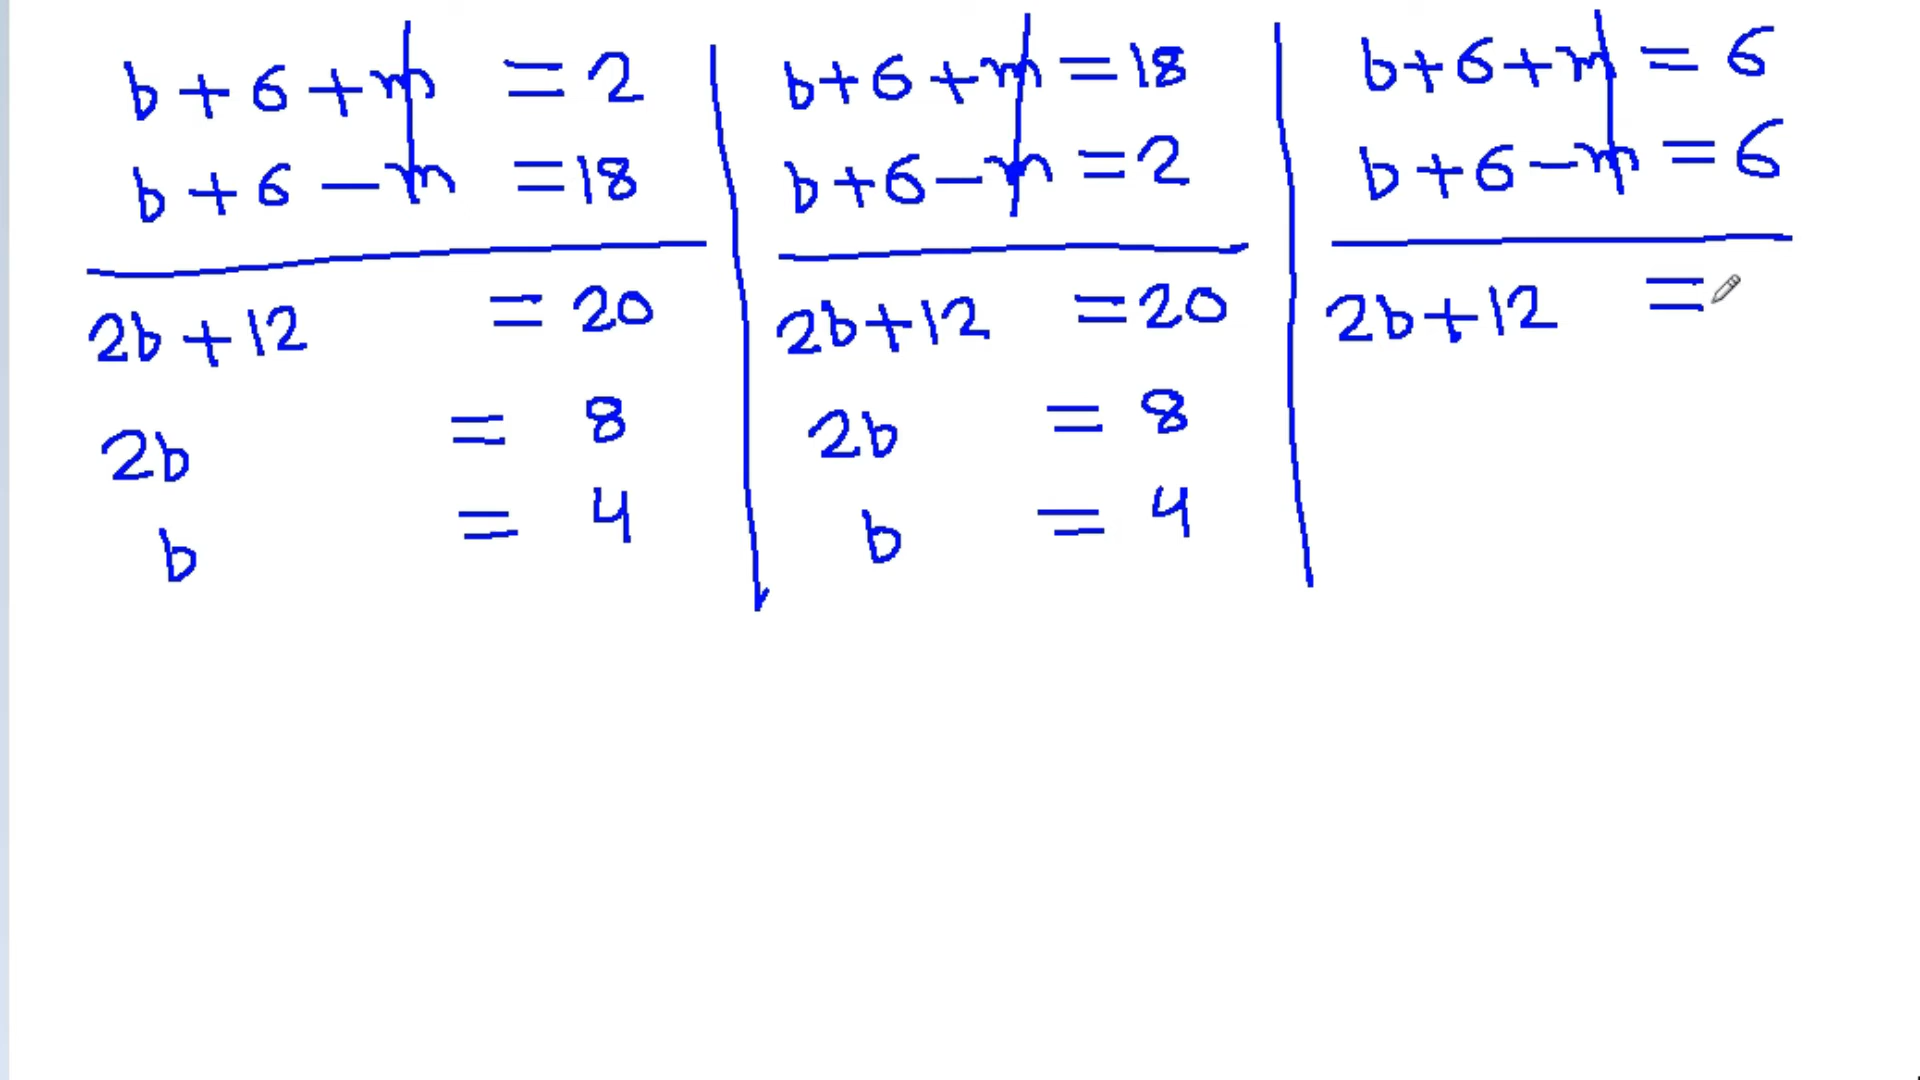 b + 6 + m = 2
b + 6 - m = 18
2b + 12 = 20
2b = 8
b = 4
b + 6 + m = 18
b + 6 - m = 2
2b + 12 = 20
2b = 8
b = 4
b + 6 + m = 6
b + 6 - m = 6
2b + 12 =